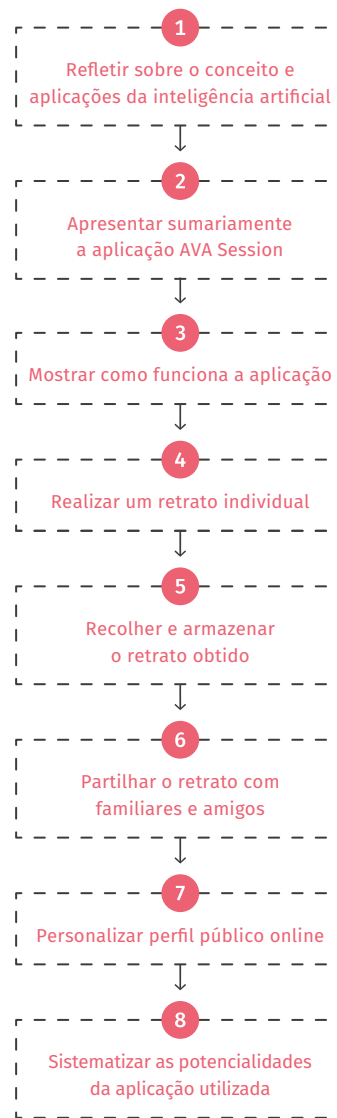 1
Refletir sobre o conceito e
aplicações da inteligência artificial
2
Apresentar sumariamente
a aplicação AVA Session
3
Mostrar como funciona a aplicação
4
Realizar um retrato individual
5
Recolher e armazenar
o retrato obtido
6
Partilhar o retrato com
familiares e amigos
7
Personalizar perfil público online
8
Sistematizar as potencialidades
da aplicação utilizada